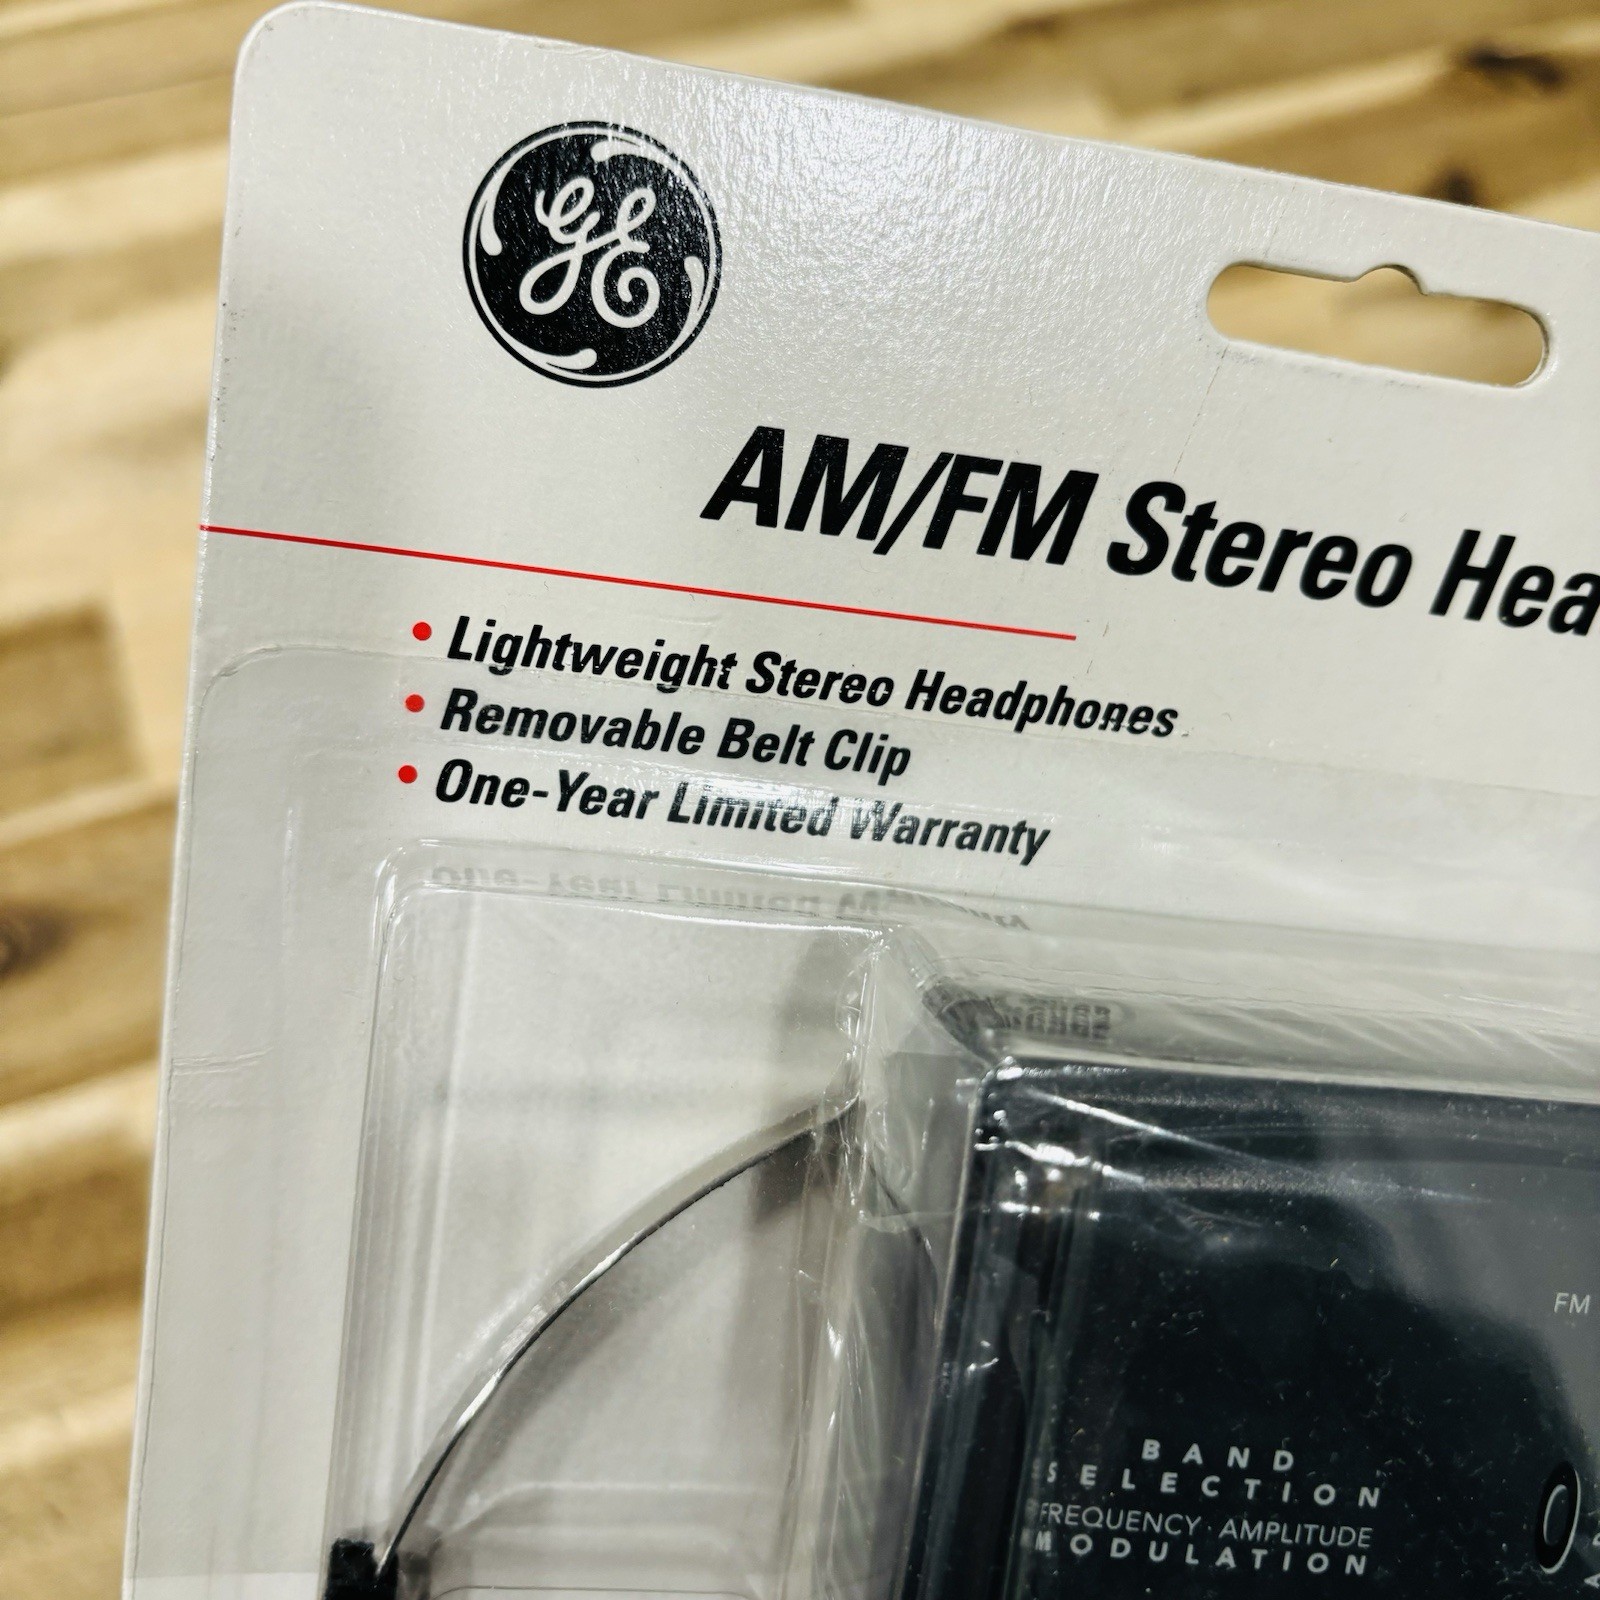 GE
AM/FM Stereo Hea
• Lightweight Stereo Headphones
• Removable Belt Clip
• One-Year Limited Warranty
FM
BAND
SELECTION
FREQUENCY·AMPLITUDE
MODULATION